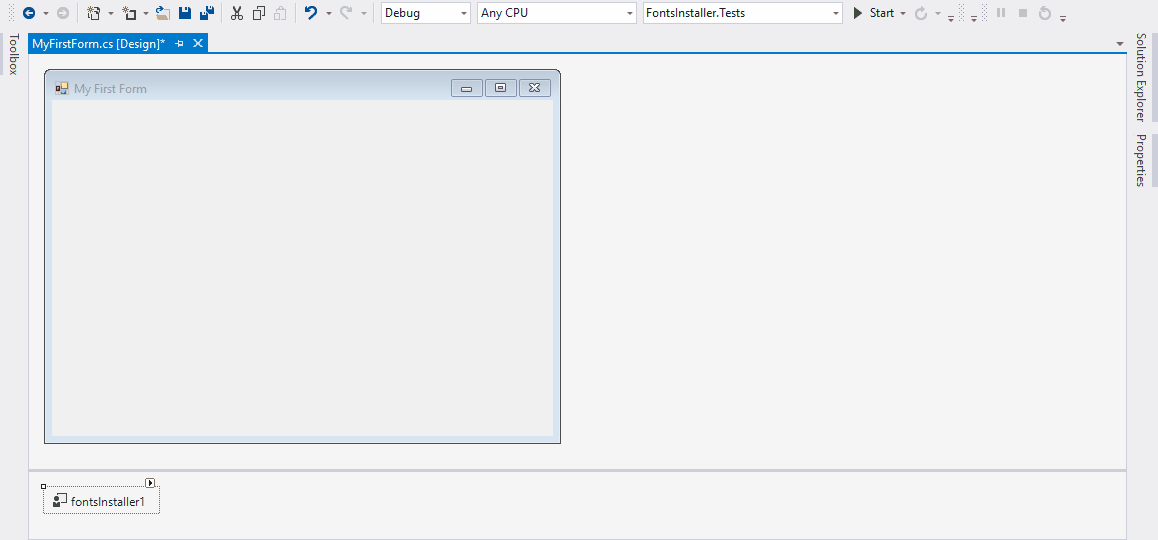 Debug
Any CPU
FontsInstaller.Tests
Start
Toolbox
MyFirstForm.cs [Design]*
Solution Explorer
Properties
My First Form
fontsInstaller1